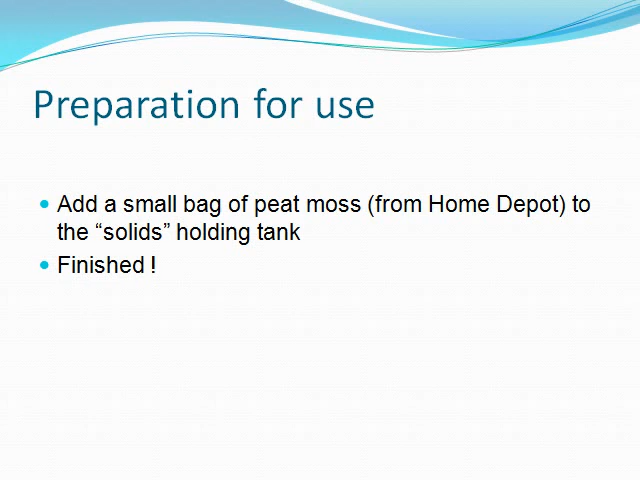 Preparation for use
Add a small bag of peat moss (from Home Depot) to
the “solids” holding tank
Finished !